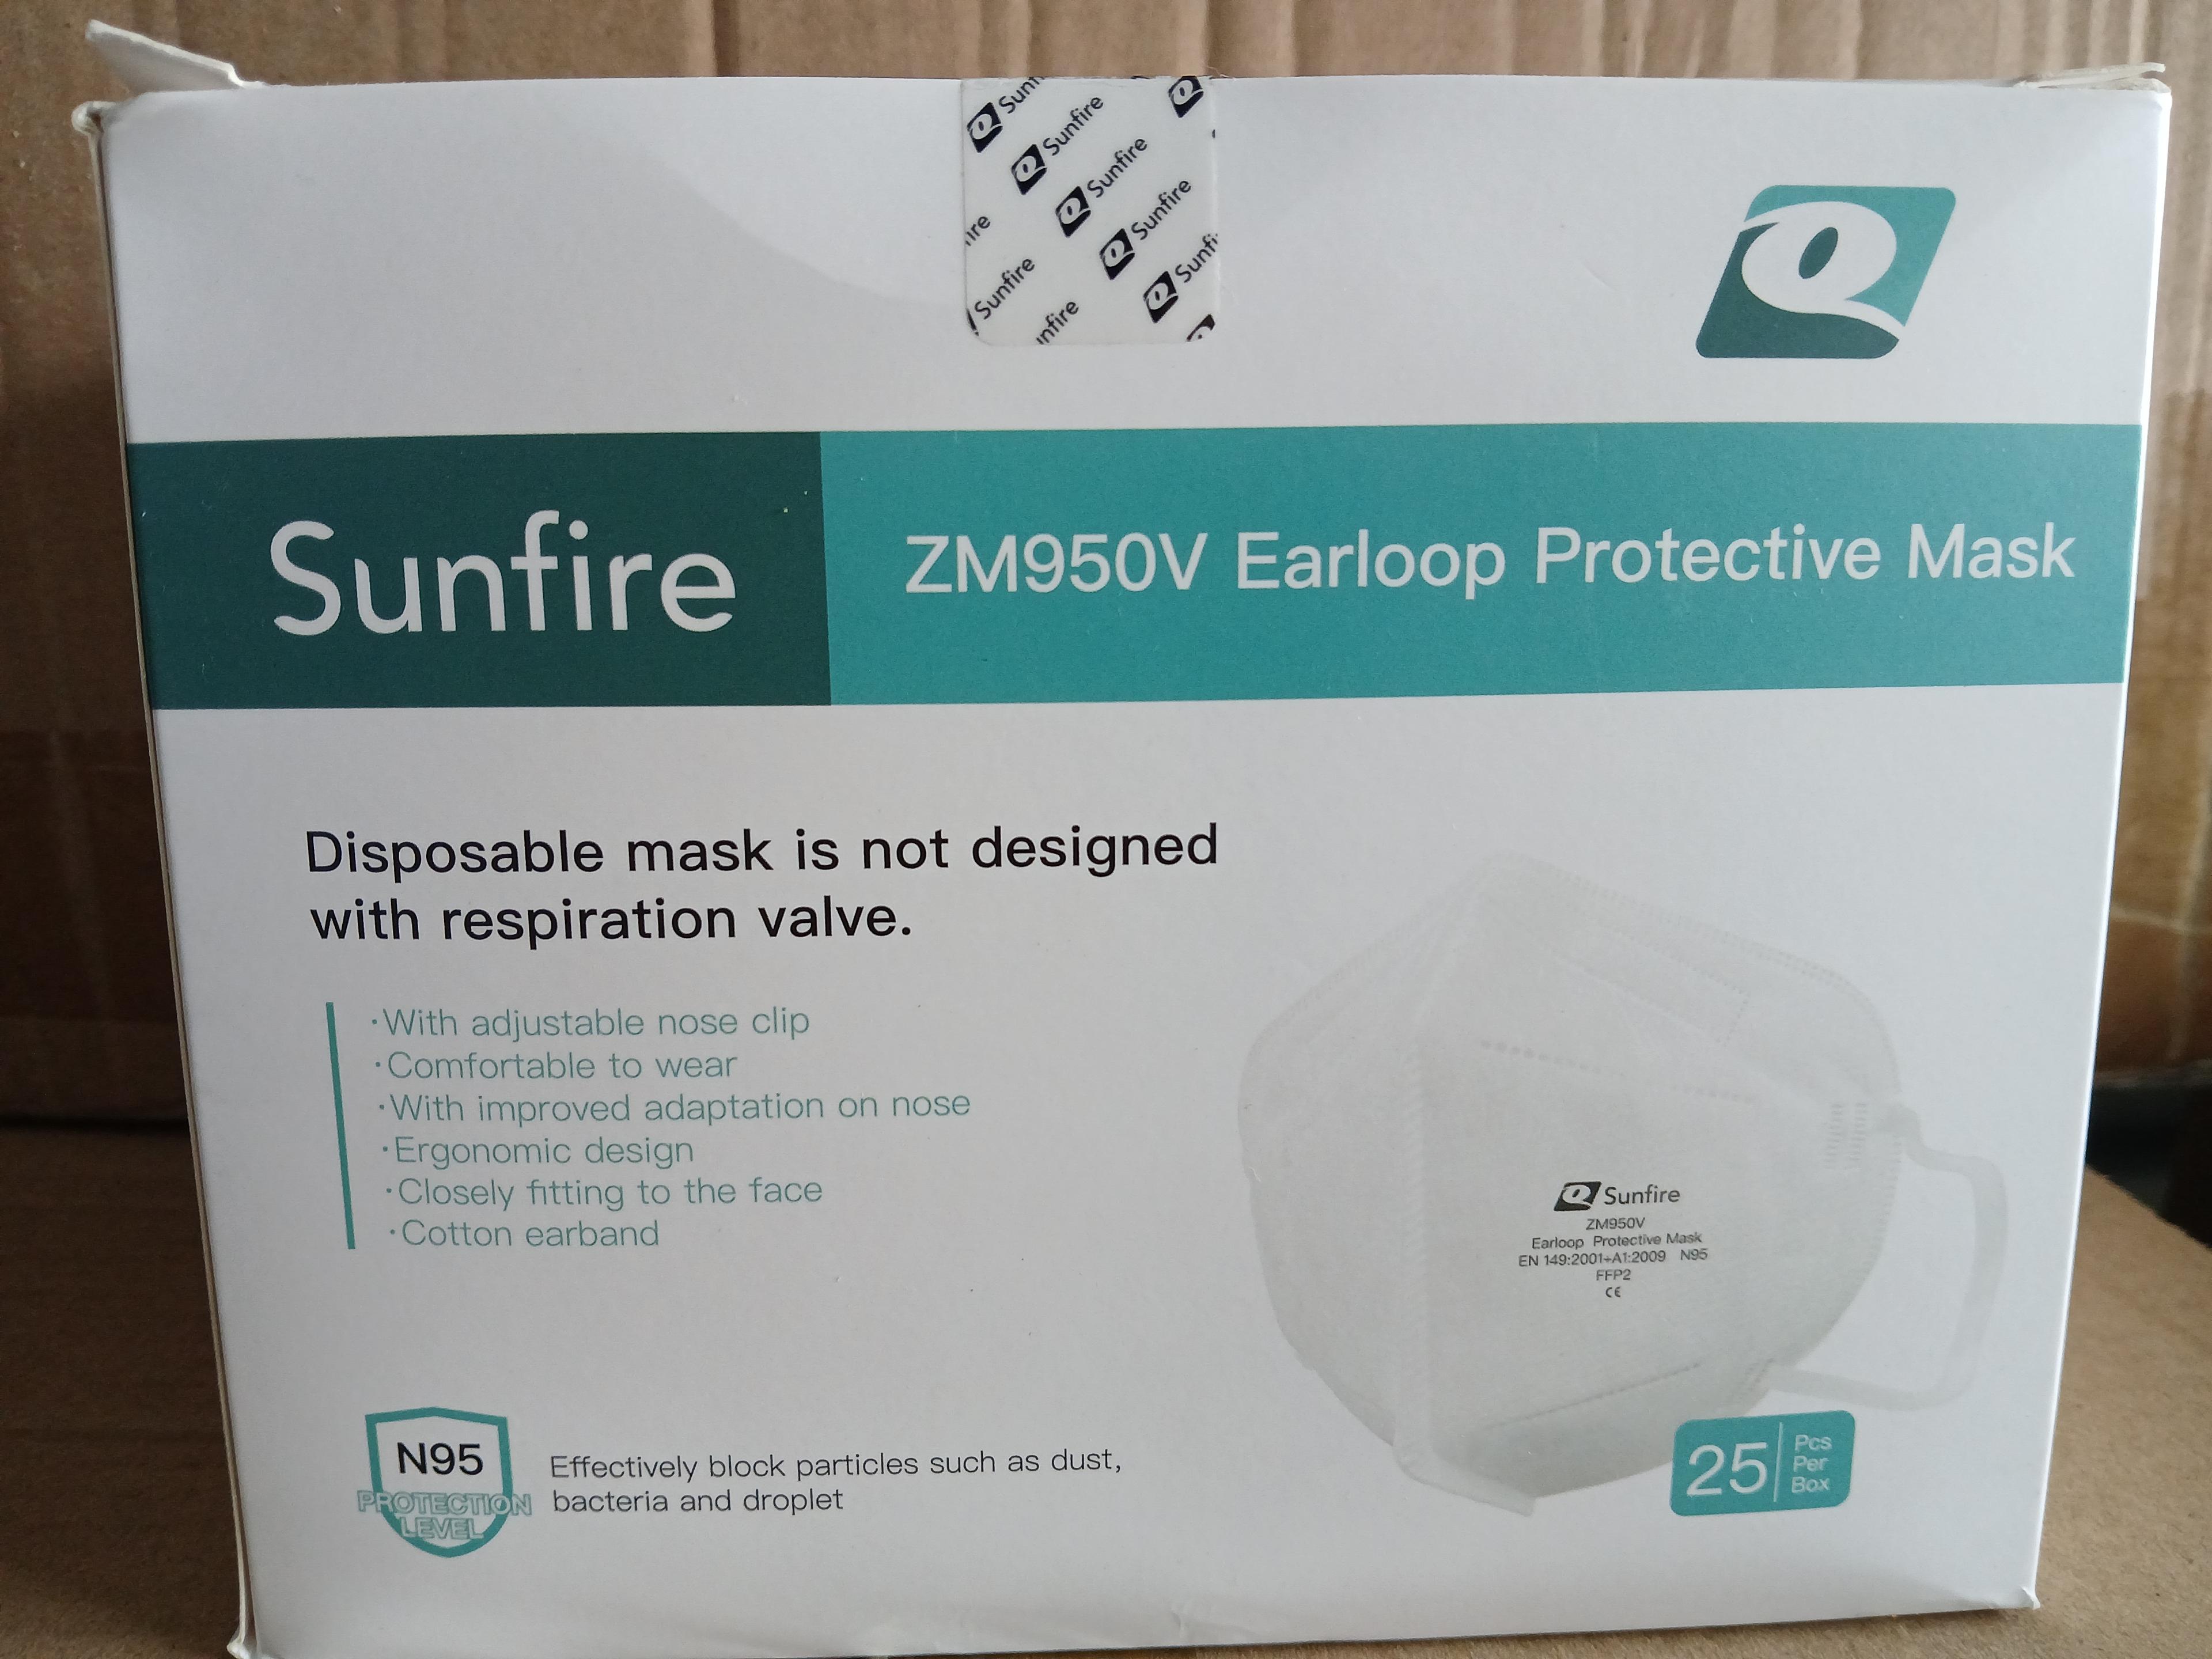 Sunfire
Sunfire
Sunfire
Sunfire
Sunfire
Sunfire ZM950V Earloop Protective Mask
Disposable mask is not designed
with respiration valve.
·With adjustable nose clip
·Comfortable to wear
·With improved adaptation on nose
·Ergonomic design
·Closely fitting to the face
·Cotton earband
Sunfire
ZM950V
Earloop Protective Mask
EN 149:2001+A1:2009 N95
FFP2
CE
N95
PROTECTION
LEVEL
Effectively block particles such as dust,
bacteria and droplet
25 Pcs
Per
Box